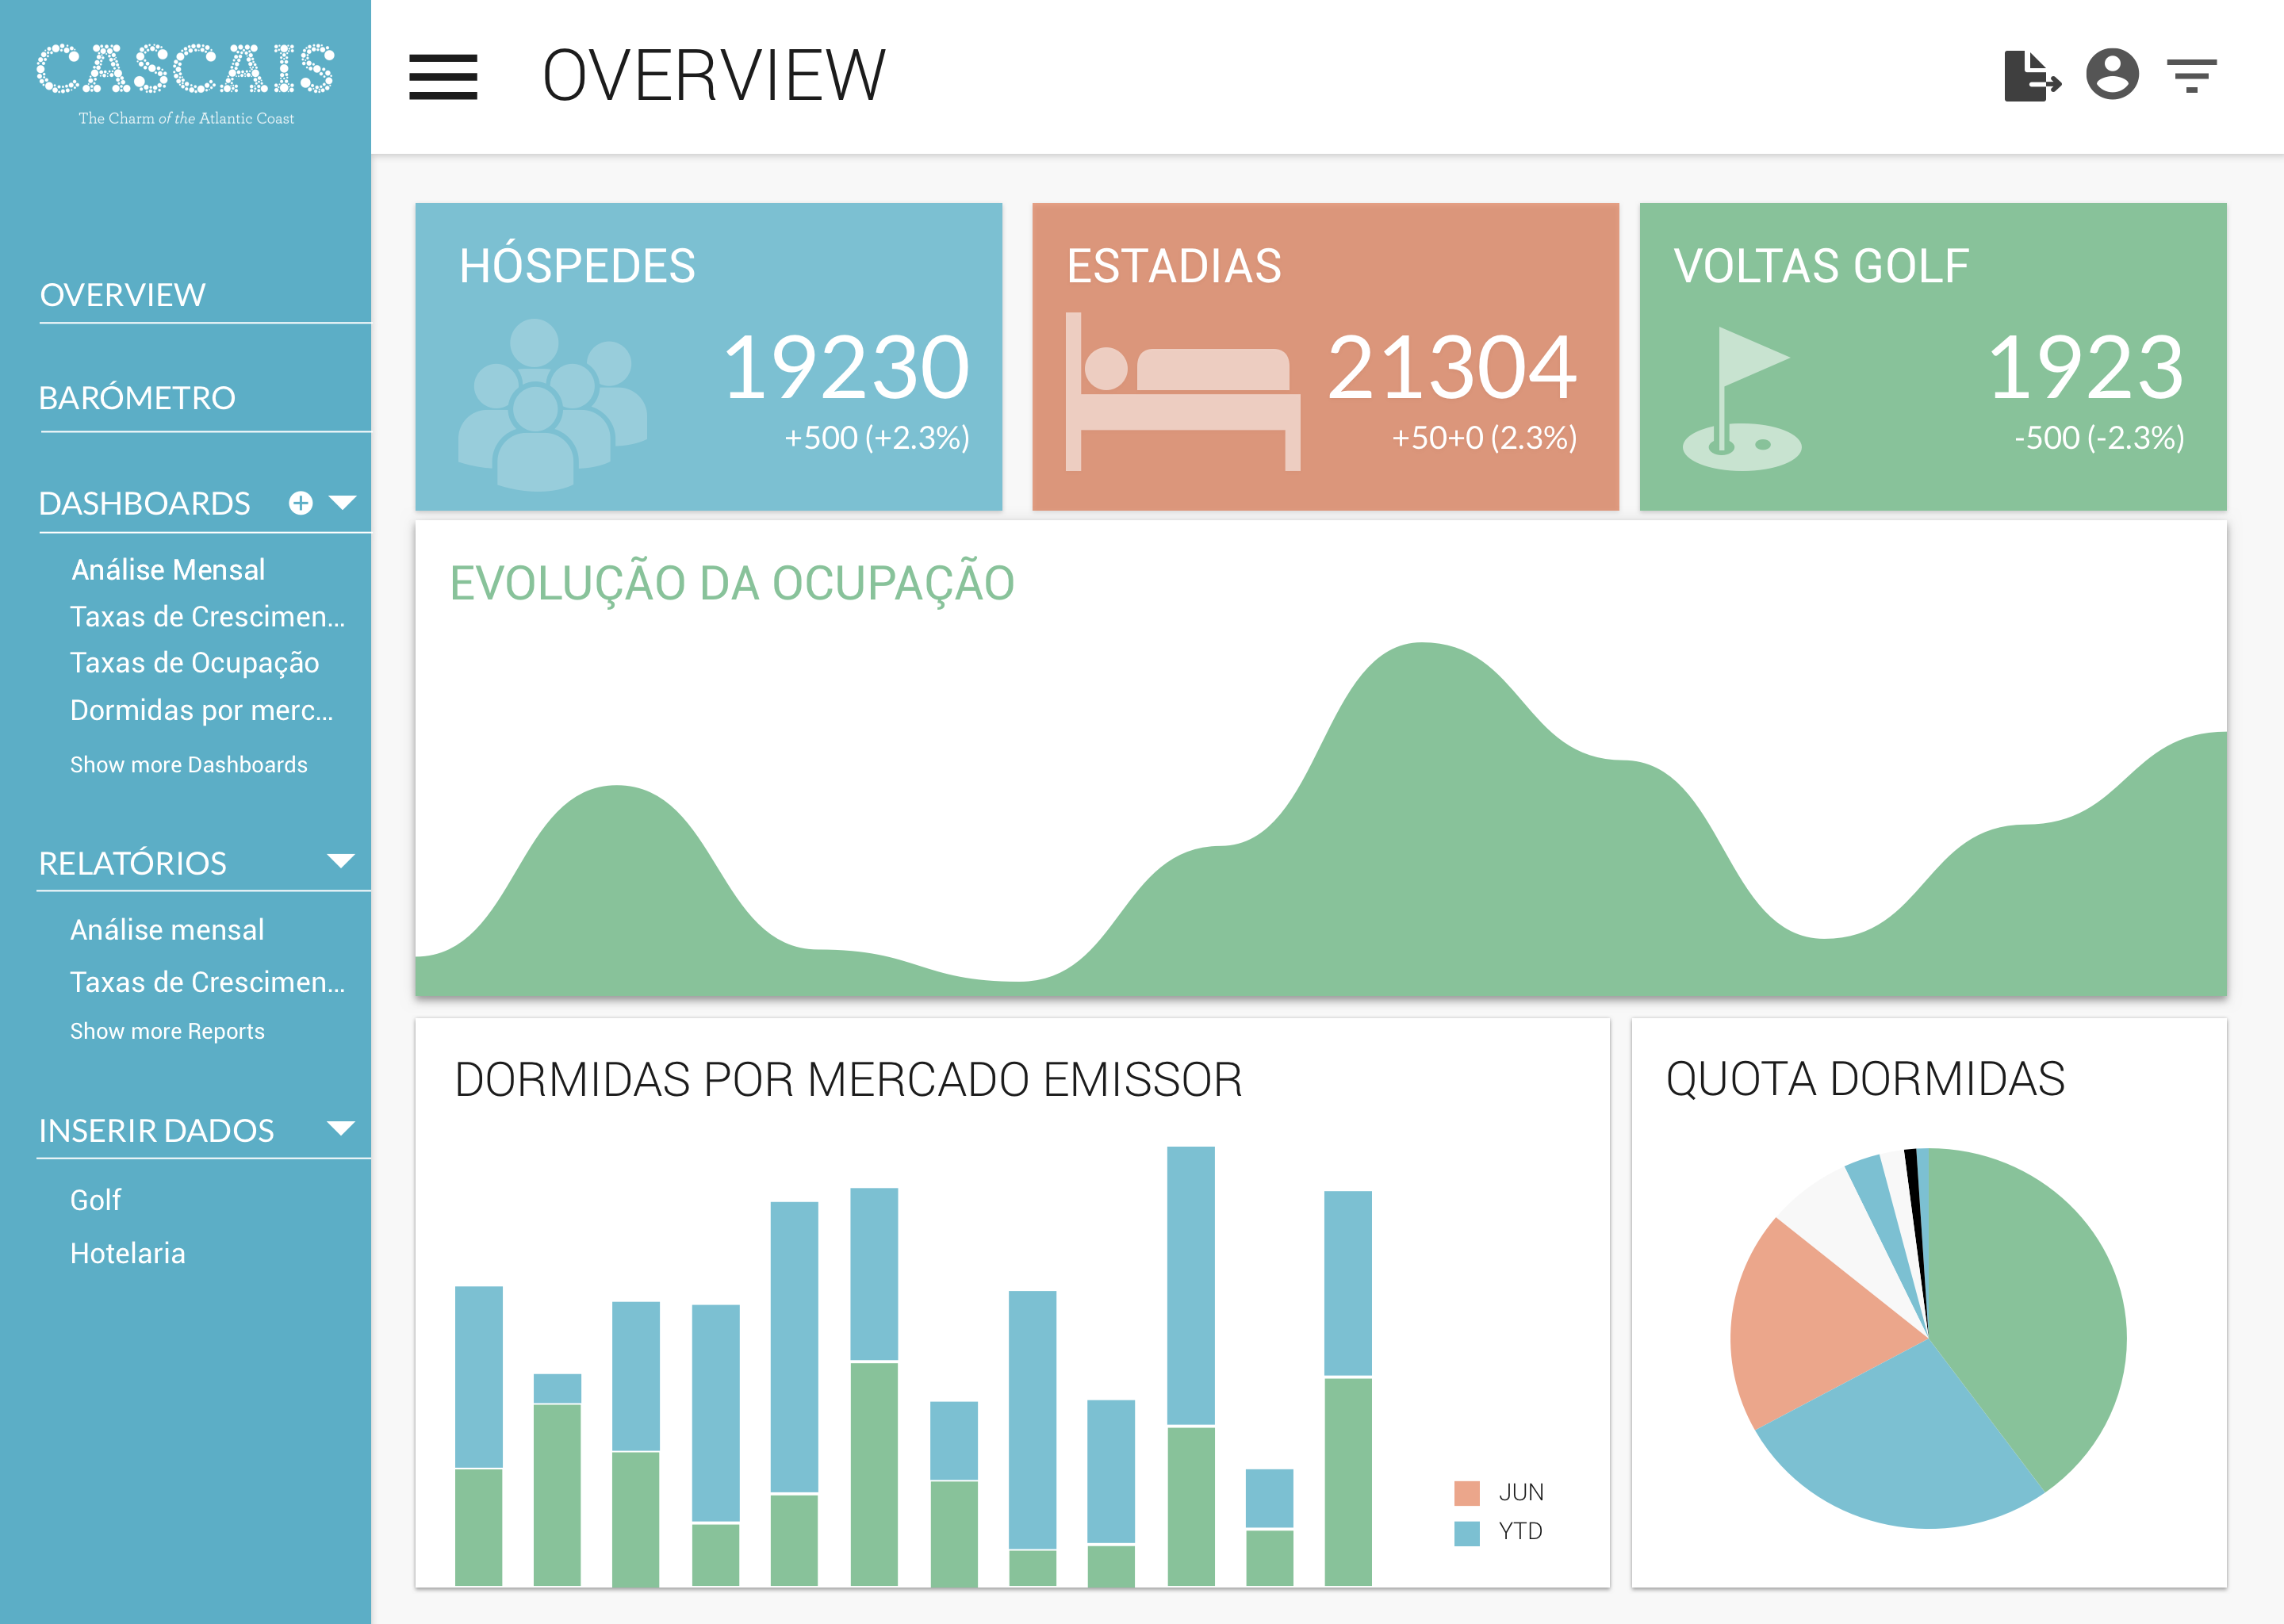 CASCAIS
The Charm of the Atlantic Coast
OVERVIEW
BARÓMETRO
DASHBOARDS
Análise Mensal
Taxas de Crescimen...
Taxas de Ocupação
Dormidas por merc...
Show more Dashboards
RELATÓRIOS
Análise mensal
Taxas de Crescimen...
Show more Reports
INSERIR DADOS
Golf
Hotelaria
OVERVIEW
HÓSPEDES
19230
+500 (+2.3%)
ESTADIAS
21304
+50+0 (2.3%)
VOLTAS GOLF
1923
-500 (-2.3%)
EVOLUÇÃO DA OCUPAÇÃO
DORMIDAS POR MERCADO EMISSOR
JUN
YTD
QUOTA DORMIDAS